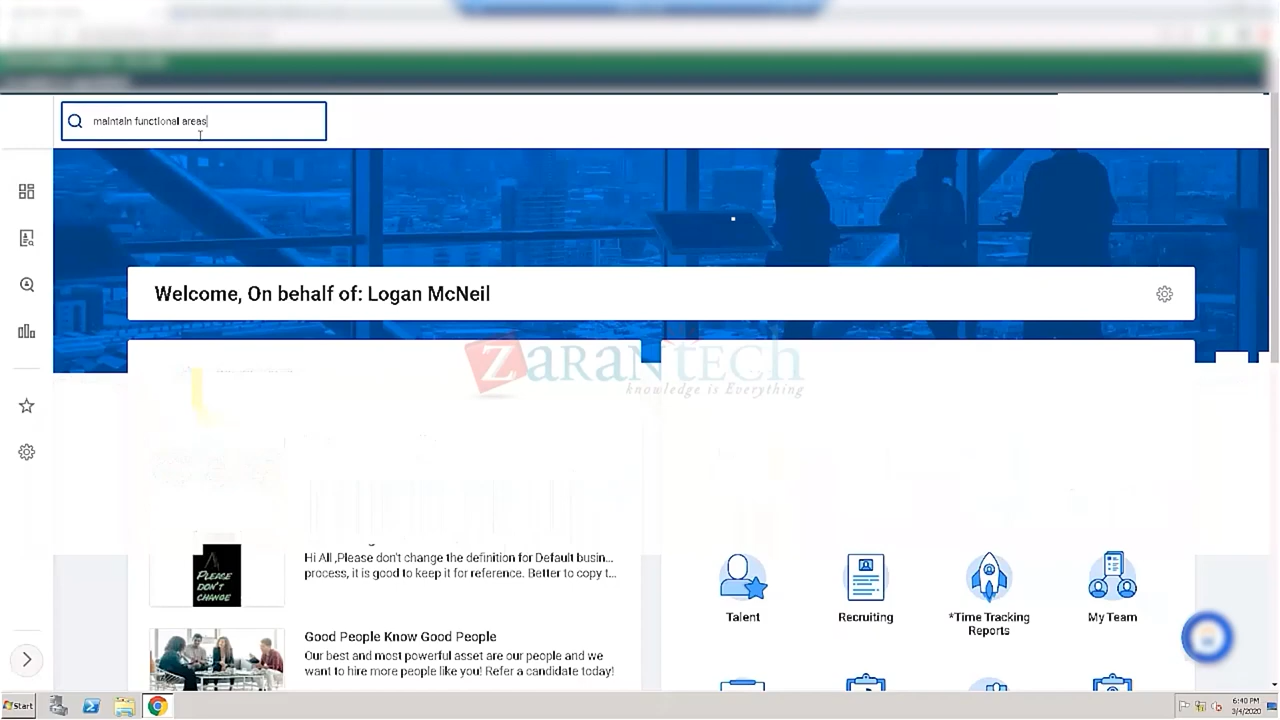 maintain functional areas
Welcome, On behalf of: Logan McNeil
ZaranTech
knowledge is Everything
Hi All ,Please don't change the definition for Default busin...
process, it is good to keep it for reference. Better to copy t...
PLEASE
DON'T
CHANGE
Talent
Recruiting
*Time Tracking
Reports
My Team
Good People Know Good People
Our best and most powerful asset are our people and we
want to hire more people like you! Refer a candidate today!
Start
6:40 PM
3/4/2020